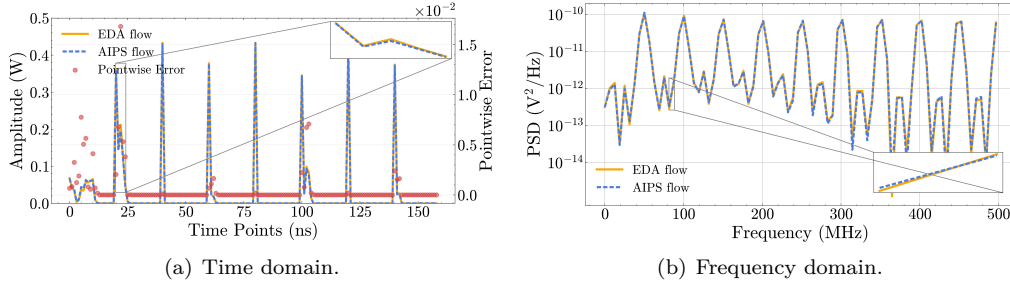 ×10⁻²
0.5
0.4
0.3
0.2
0.1
0.0
Amplitude (W)
EDA flow
AIPS flow
Pointwise Error
1.5
1.0
0.5
0.0
Pointwise Error
0 25 50 75 100 125 150
Time Points (ns)
(a) Time domain.
10⁻¹⁰
10⁻¹¹
10⁻¹²
10⁻¹³
10⁻¹⁴
PSD (V²/Hz)
EDA flow
AIPS flow
0 100 200 300 400 500
Frequency (MHz)
(b) Frequency domain.